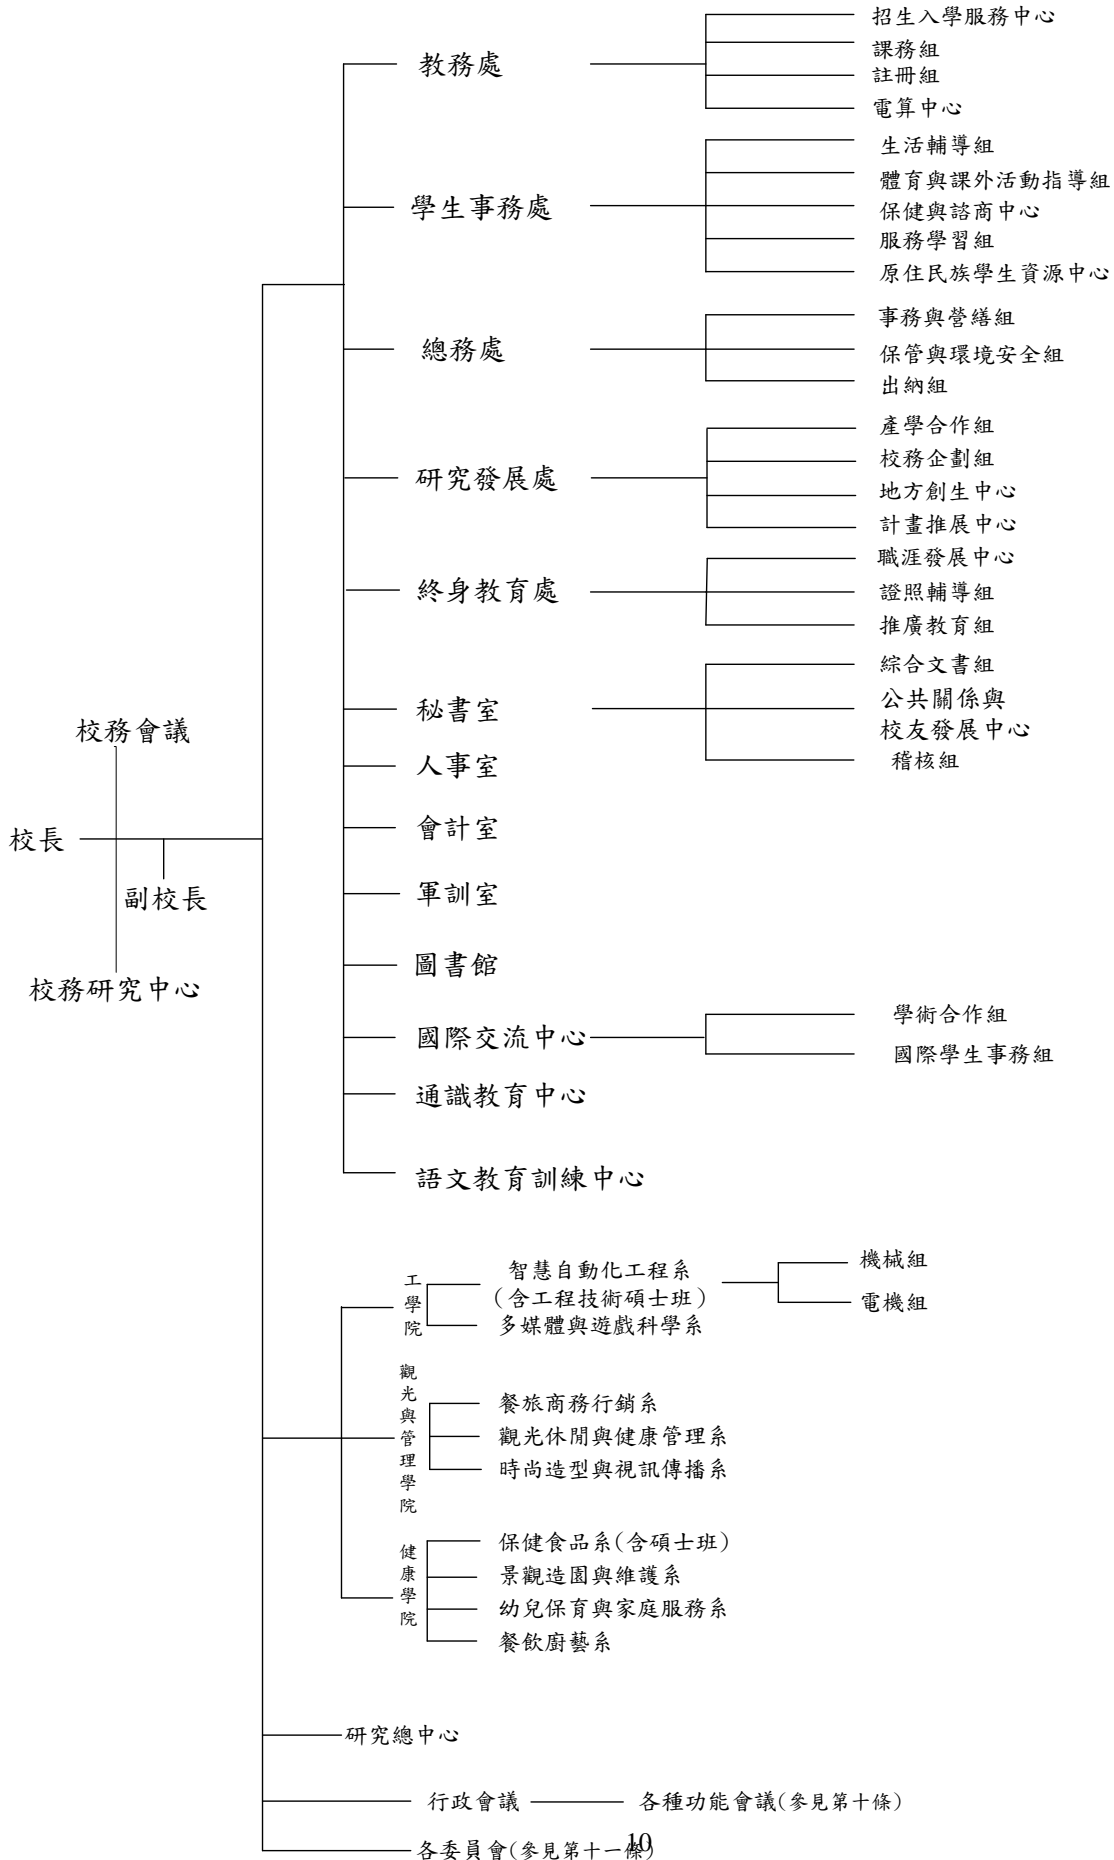 招生入學服務中心
教務處
課務組
註冊組
電算中心
生活輔導組
體育與課外活動指導組
學生事務處
保健與諮商中心
服務學習組
原住民族學生資源中心
事務與營繕組
總務處
保管與環境安全組
出納組
產學合作組
校務企劃組
研究發展處
地方創生中心
計畫推展中心
職涯發展中心
終身教育處
證照輔導組
推廣教育組
綜合文書組
秘書室
公共關係與
校友發展中心
稽核組
人事室
會計室
軍訓室
圖書館
學術合作組
國際交流中心
國際學生事務組
通識教育中心
語文教育訓練中心
校務會議
校長
副校長
校務研究中心
工學院
智慧自動化工程系
(含工程技術碩士班)
機械組
電機組
多媒體與遊戲科學系
觀光與管理學院
餐旅商務行銷系
觀光休閒與健康管理系
時尚造型與視訊傳播系
健康學院
保健食品系(含碩士班)
景觀造園與維護系
幼兒保育與家庭服務系
餐飲廚藝系
研究總中心
行政會議
各種功能會議(參見第十條)
各委員會(參見第十一條)
10